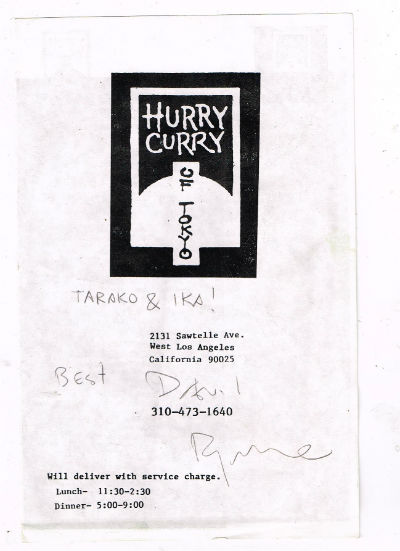 HURRY
CURRY
OF TOKYO
TARAKO & IKA!
2131 Sawtelle Ave.
West Los Angeles
California 90025
BEST
David
310-473-1640
Will deliver with service charge.
Lunch- 11:30-2:30
Dinner- 5:00-9:00